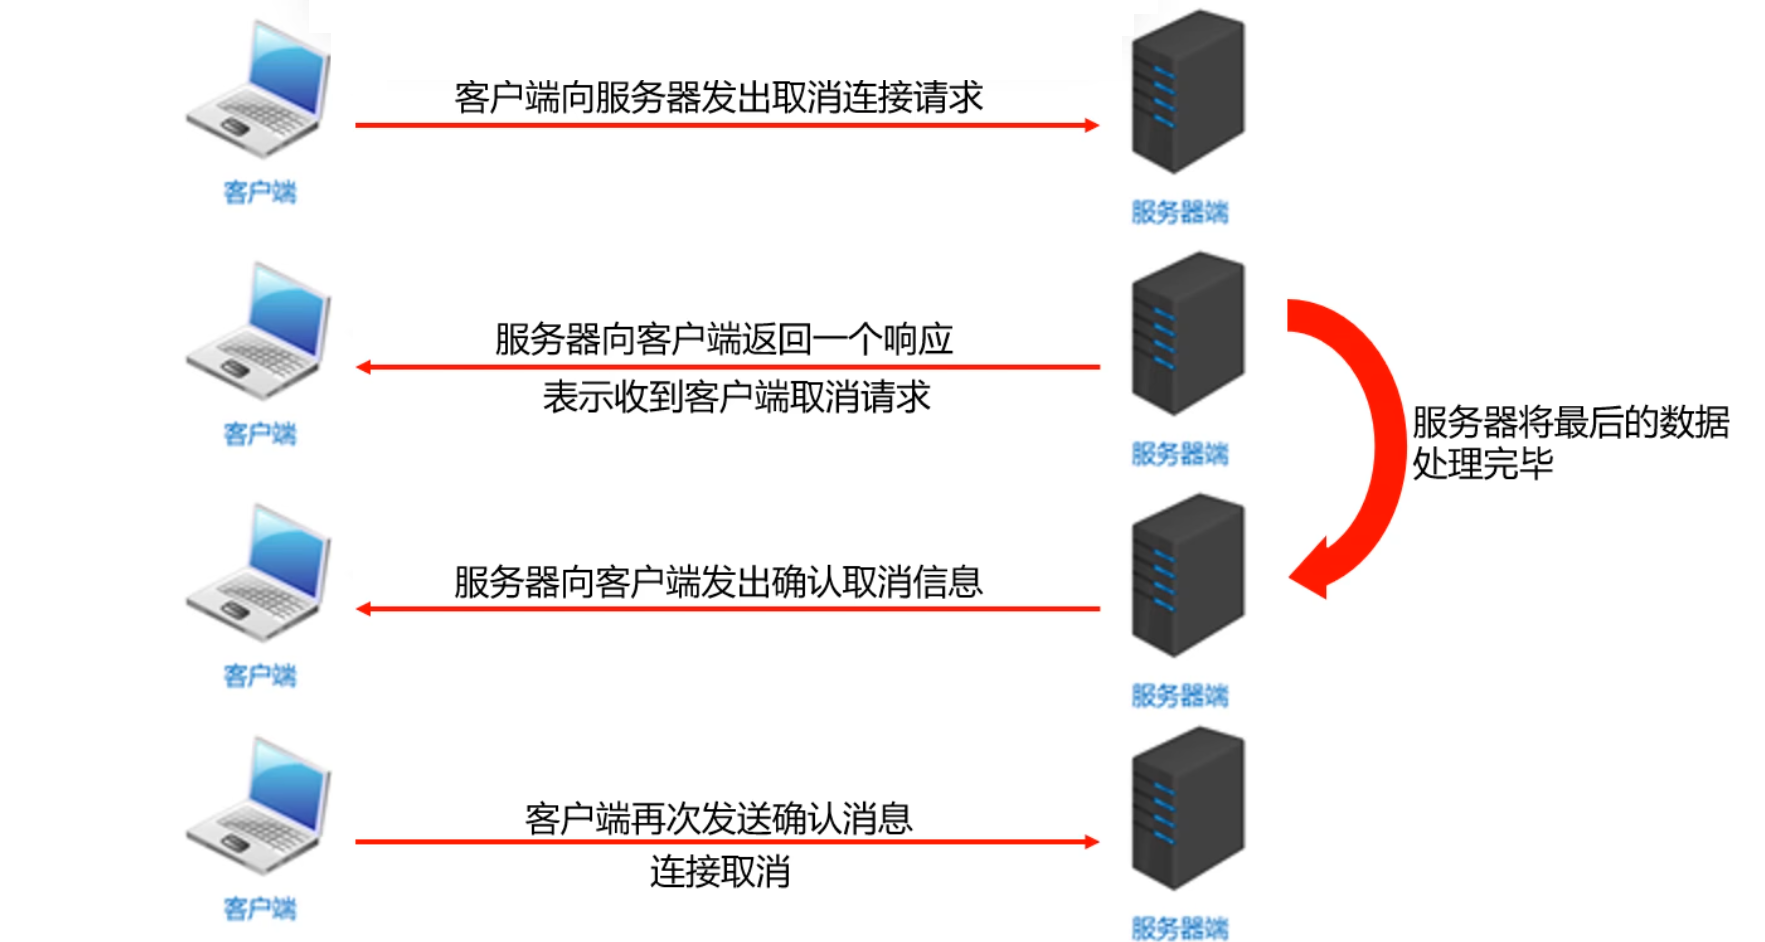 客户端向服务器发出取消连接请求
客户端
服务器端
服务器向客户端返回一个响应
表示收到客户端取消请求
客户端
服务器端
服务器将最后的数据
处理完毕
服务器向客户端发出确认取消信息
客户端
服务器端
客户端再次发送确认消息
连接取消
客户端
服务器端